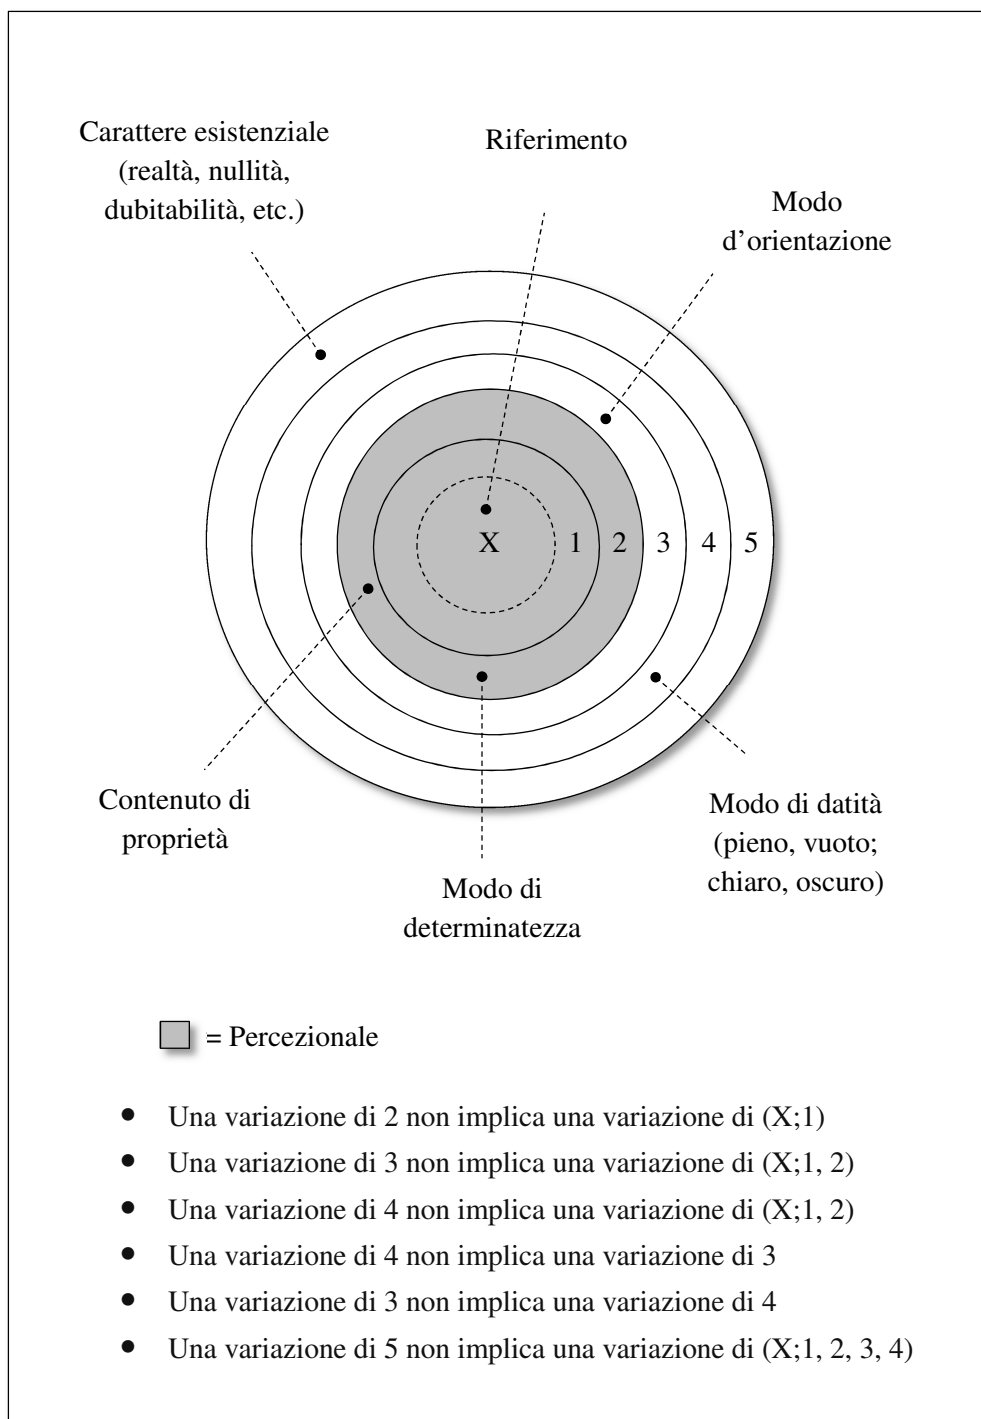 Carattere esistenziale
(realtà, nullità,
dubitabilità, etc.)
Riferimento
Modo
d'orientazione
X 1 2 3 4 5
Contenuto di
proprietà
Modo di
determinatezza
Modo di datità
(pieno, vuoto;
chiaro, oscuro)
= Percezionale
• Una variazione di 2 non implica una variazione di (X;1)
• Una variazione di 3 non implica una variazione di (X;1, 2)
• Una variazione di 4 non implica una variazione di (X;1, 2)
• Una variazione di 4 non implica una variazione di 3
• Una variazione di 3 non implica una variazione di 4
• Una variazione di 5 non implica una variazione di (X;1, 2, 3, 4)